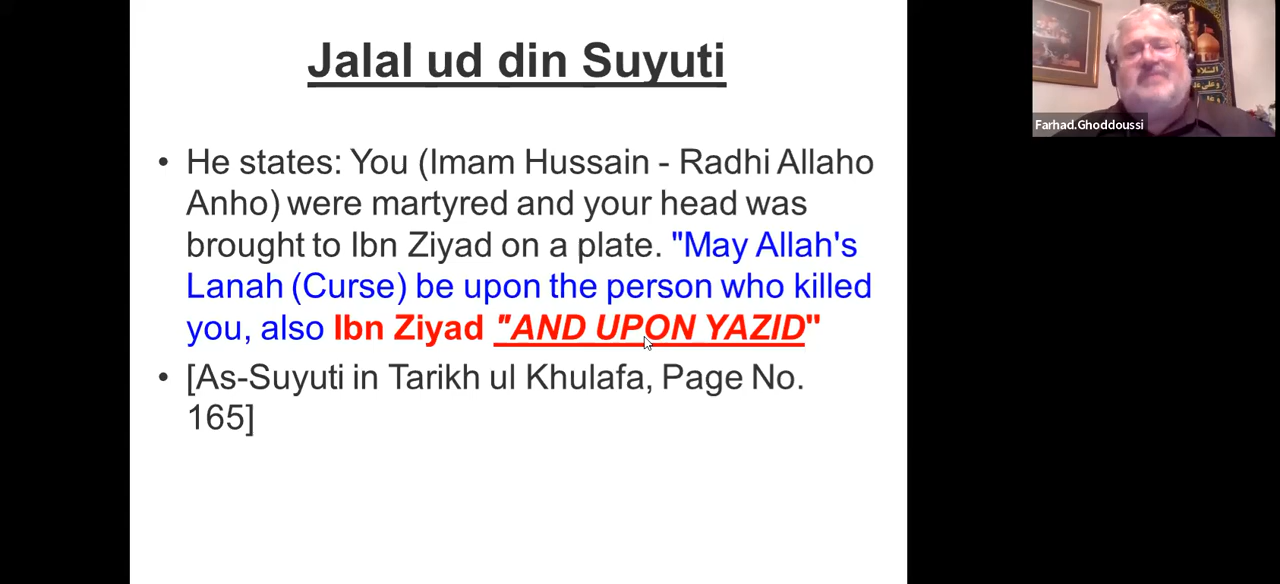 Jalal ud din Suyuti
• He states: You (Imam Hussain - Radhi Allaho
Anho) were martyred and your head was
brought to Ibn Ziyad on a plate. "May Allah's
Lanah (Curse) be upon the person who killed
you, also Ibn Ziyad "AND UPON YAZID"
• [As-Suyuti in Tarikh ul Khulafa, Page No.
165]
Farhad.Ghoddoussi